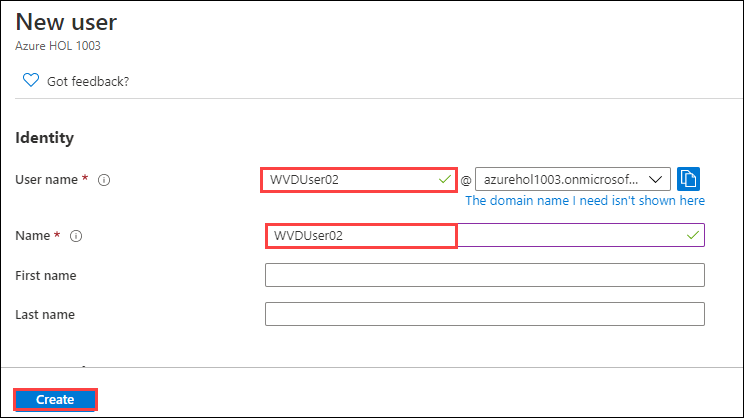 New user
Azure HOL 1003
Got feedback?
Identity
User name * WVDUser02 @ azurehol1003.onmicrosof...
The domain name I need isn't shown here
Name * WVDUser02
First name
Last name
Create